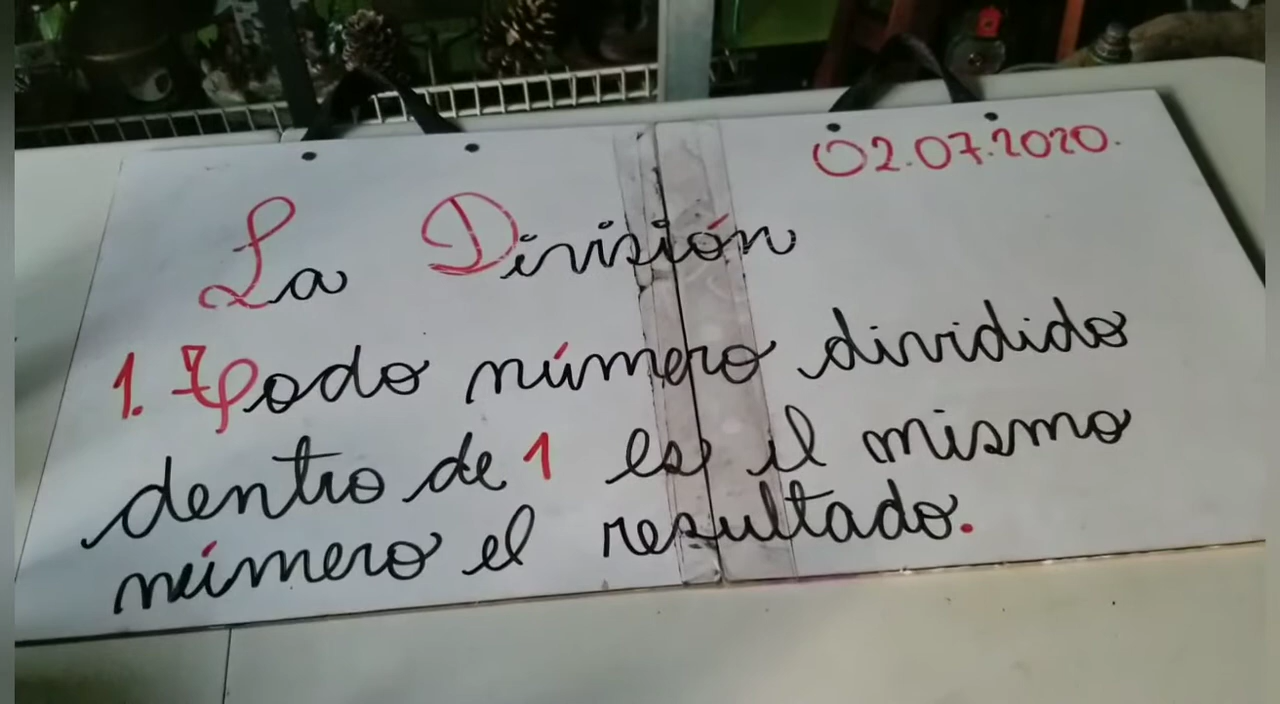 02.07.2020.
La División
1. Todo número dividido
dentro de 1 es el mismo
número el resultado.